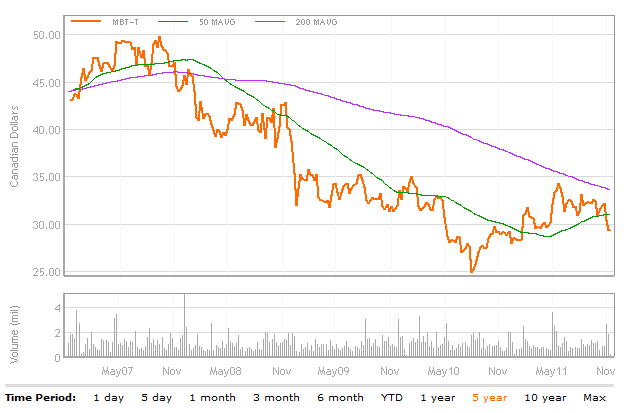 MBT-T 50 MAVG 200 MAVG
50.00
45.00
40.00
35.00
30.00
25.00
Canadian Dollars
4
2
0
Volume (mil)
May07 Nov May08 Nov May09 Nov May10 Nov May11 Nov
Time Period: 1 day 5 day 1 month 3 month 6 month YTD 1 year 5 year 10 year Max